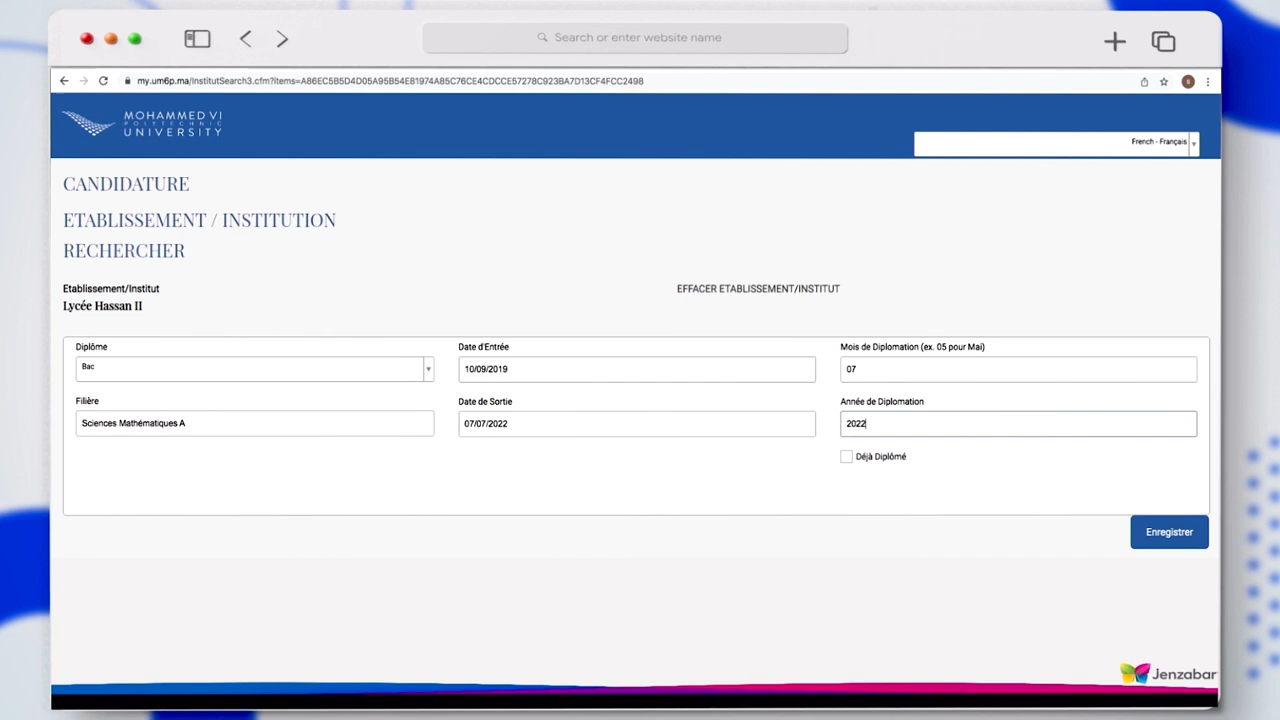 Search or enter website name
my.um6p.ma/InstitutSearch3.cfm?items=A86EC5B5D4D05A95B54E81974A85C76CE4CDCCE57278C923BA7D13CF4FCC2498
MOHAMMED VI
POLYTECHNIC
UNIVERSITY
French - Français
CANDIDATURE
ETABLISSEMENT / INSTITUTION
RECHERCHER
Etablissement/Institut
EFFACER ETABLISSEMENT/INSTITUT
Lycée Hassan II
Diplôme
Date d'Entrée
Mois de Diplomation (ex. 05 pour Mai)
Bac
10/09/2019
07
Filière
Date de Sortie
Année de Diplomation
Sciences Mathématiques A
07/07/2022
2022
Déjà Diplômé
Enregistrer
Jenzabar